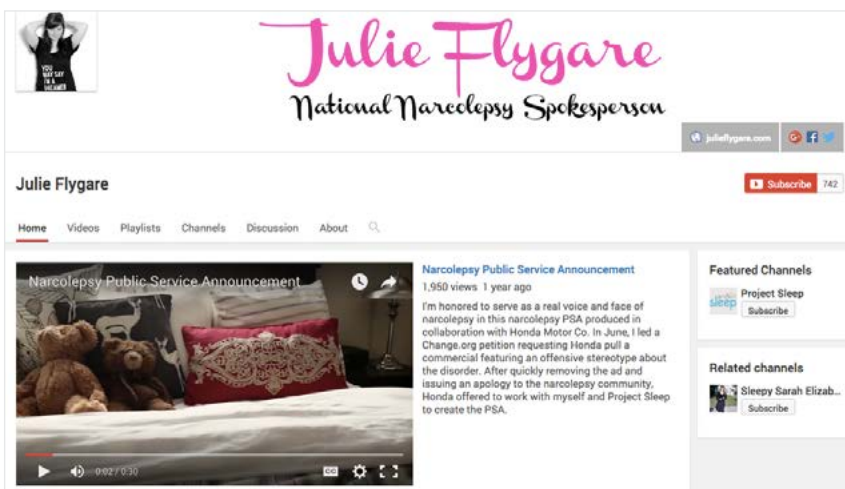 YOU
MAY SAY
I'M A
DREAMER
Julie Flygare
National Narcolepsy Spokesperson
julieflygare.com
Julie Flygare
Subscribe 742
Home Videos Playlists Channels Discussion About
Narcolepsy Public Service Announcement
0:02 / 0:30
CC
Narcolepsy Public Service Announcement
1,950 views 1 year ago
I'm honored to serve as a real voice and face of
narcolepsy in this narcolepsy PSA produced in
collaboration with Honda Motor Co. In June, I led a
Change.org petition requesting Honda pull a
commercial featuring an offensive stereotype about
the disorder. After quickly removing the ad and
issuing an apology to the narcolepsy community,
Honda offered to work with myself and Project Sleep
to create the PSA.
Featured Channels
sleep
Project Sleep
Subscribe
Related channels
Sleepy Sarah Elizab...
Subscribe